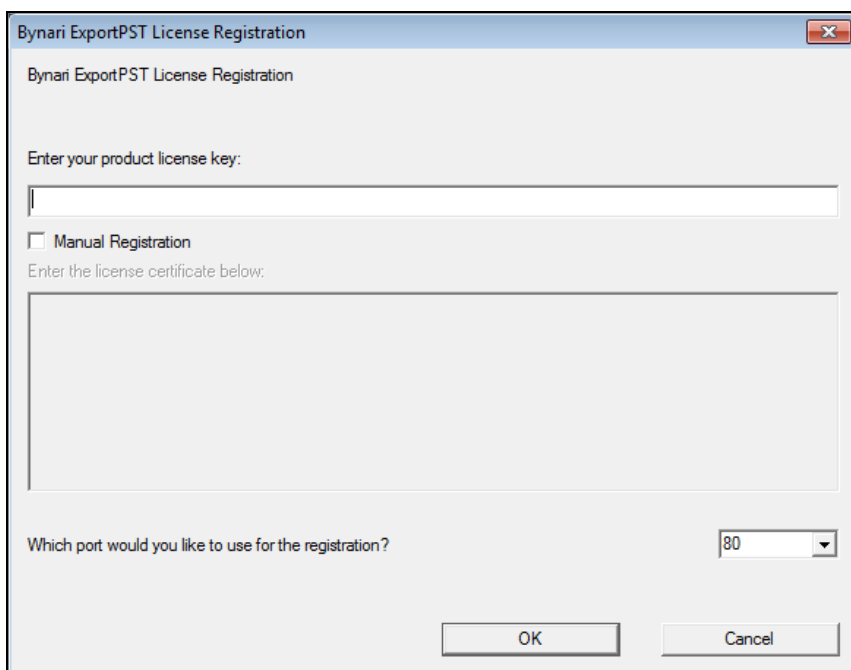 Bynari ExportPST License Registration
Bynari ExportPST License Registration
Enter your product license key:
Manual Registration
Enter the license certificate below:
Which port would you like to use for the registration?
80
OK
Cancel